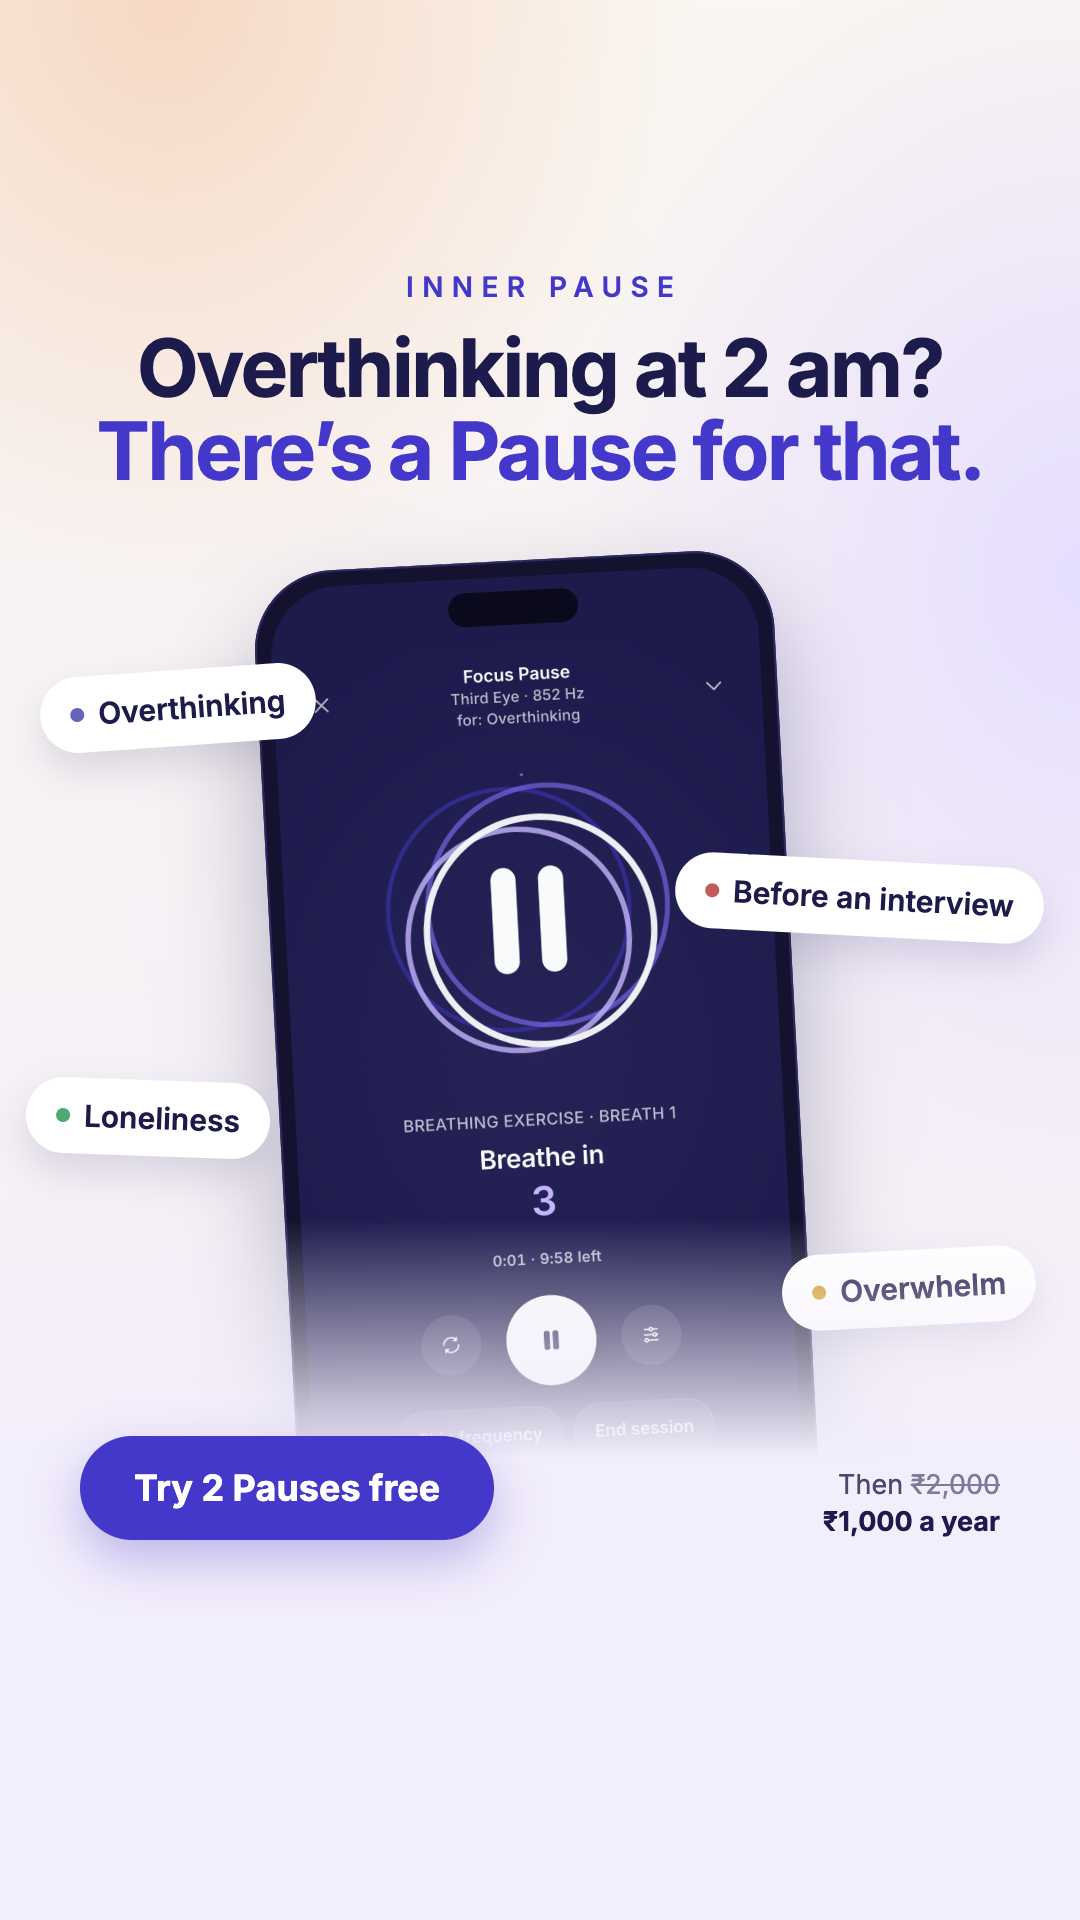 INNER PAUSE
Overthinking at 2 am?
There’s a Pause for that.
Focus Pause
Third Eye · 852 Hz
for: Overthinking
Overthinking
Before an interview
Loneliness
BREATHING EXERCISE · BREATH 1
Breathe in
3
0:01 · 9:58 left
Overwhelm
frequency
End session
Try 2 Pauses free
Then ₹2,000
₹1,000 a year